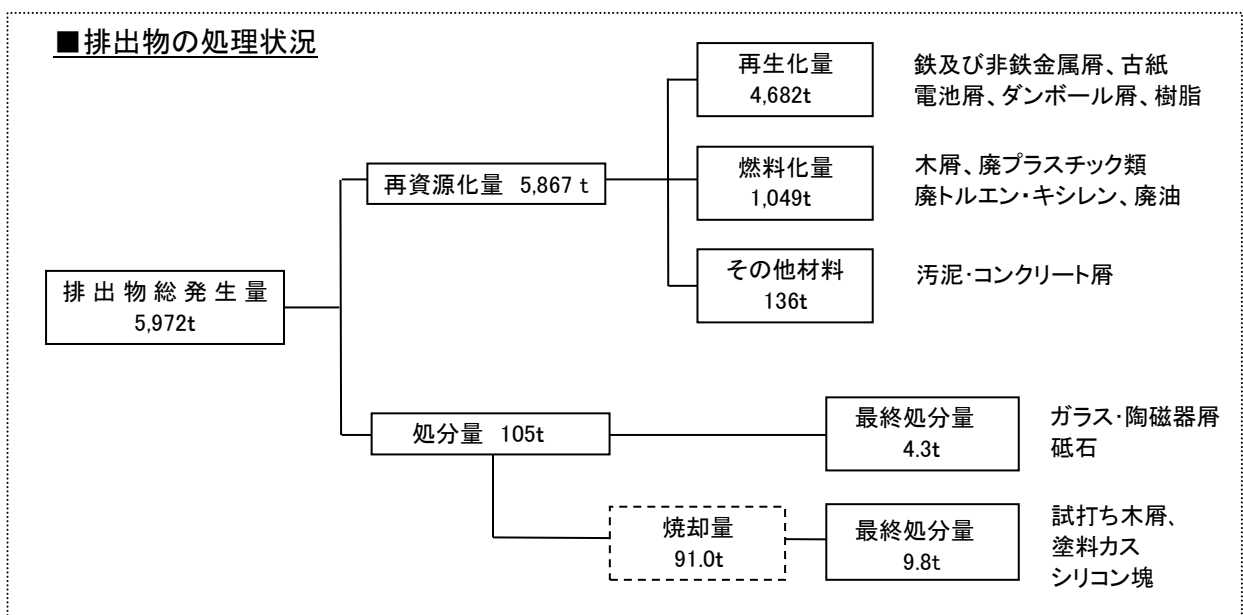 ■排出物の処理状況
再生化量
4,682t
鉄及び非鉄金属屑、古紙
電池屑、ダンボール屑、樹脂
再資源化量 5,867 t
燃料化量
1,049t
木屑、廃プラスチック類
廃トルエン・キシレン、廃油
その他材料
136t
汚泥・コンクリート屑
排出物総発生量
5,972t
処分量 105t
最終処分量
4.3t
ガラス・陶磁器屑
砥石
焼却量
91.0t
最終処分量
9.8t
試打ち木屑、
塗料カス
シリコン塊